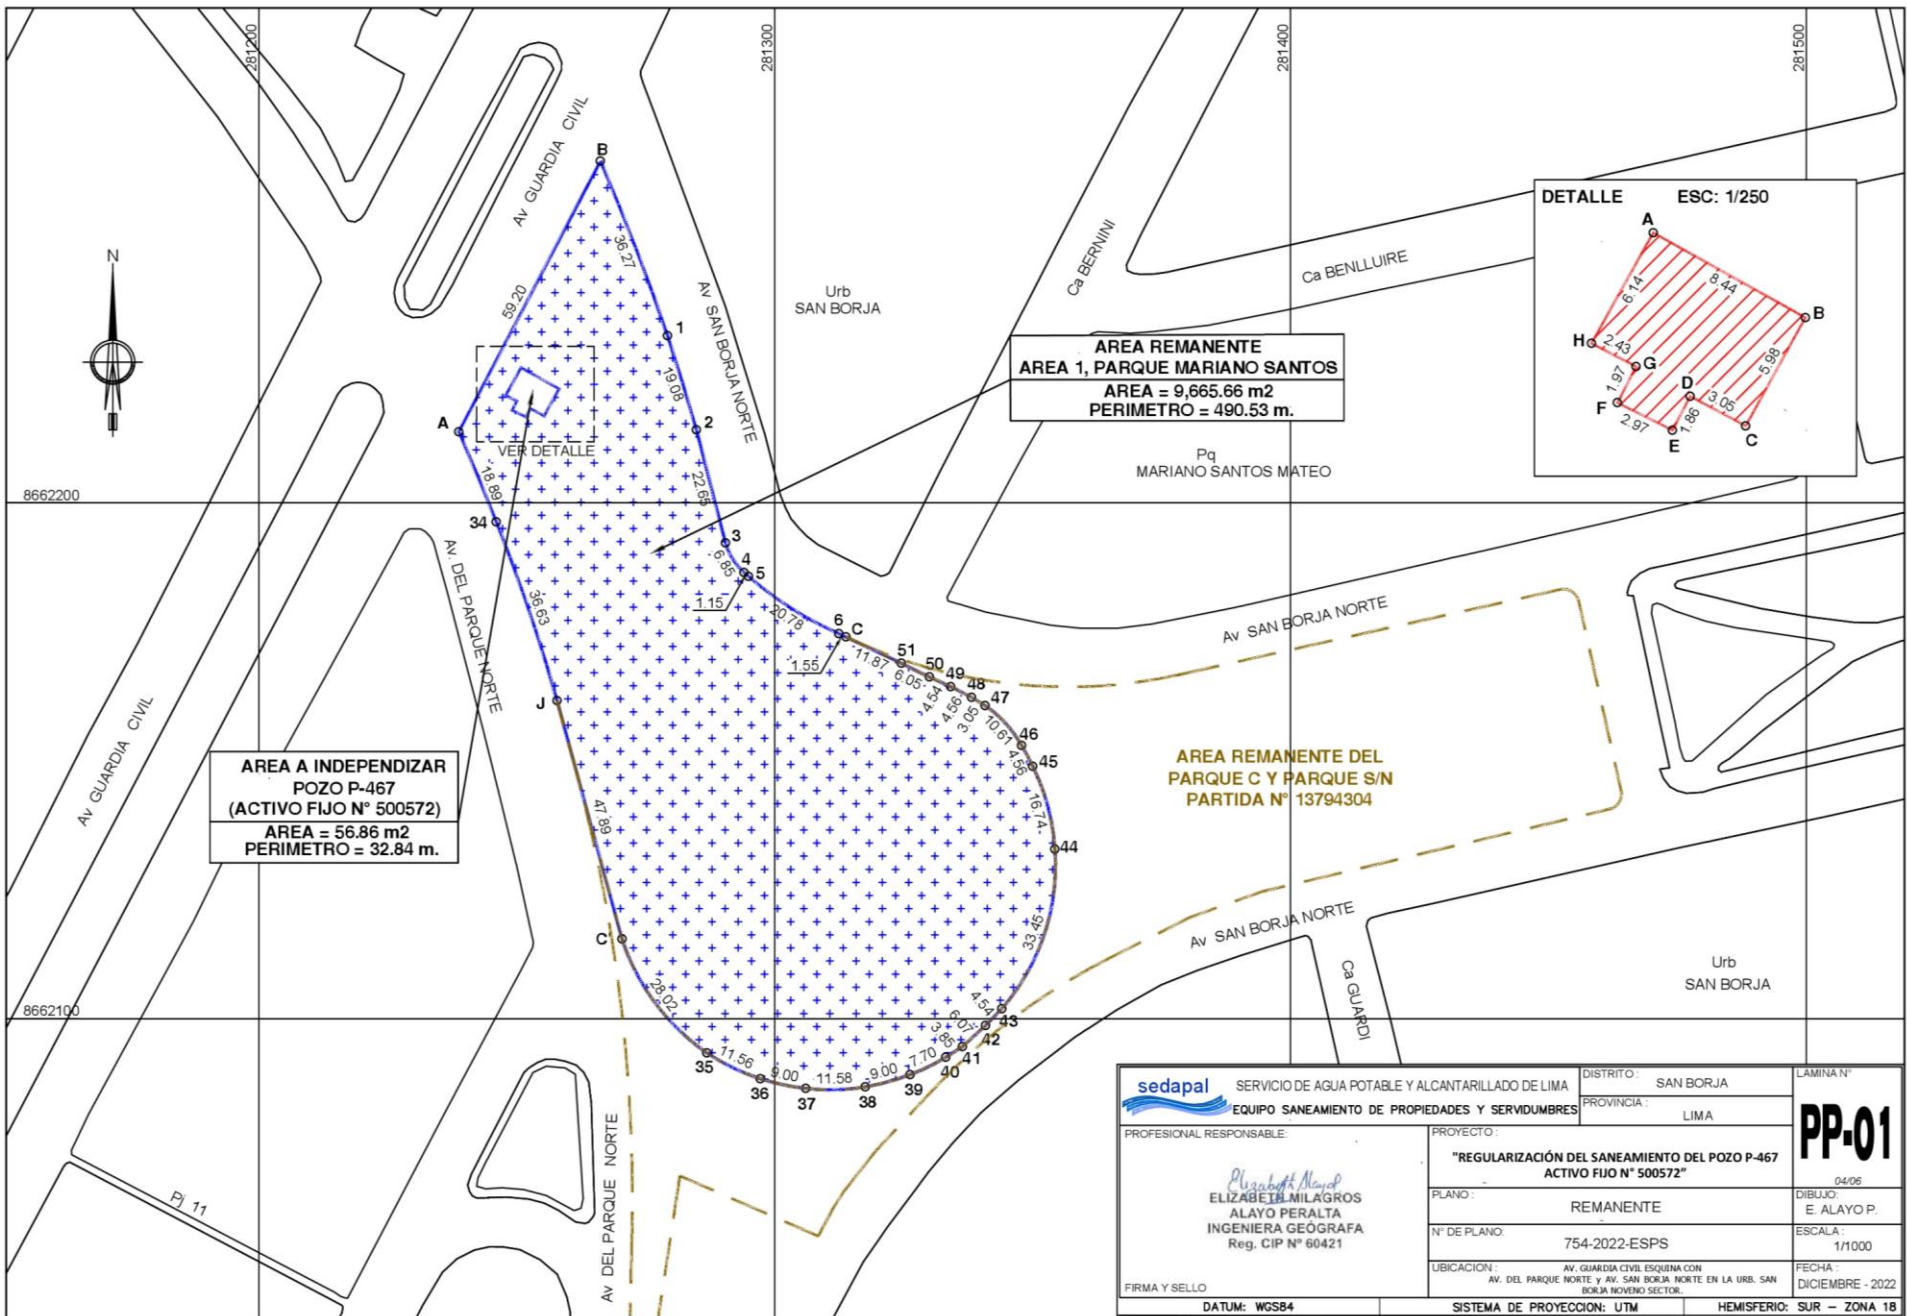 281200
281300
281400
281500
Av GUARDIA CIVIL
B
N
59.20
36.27
1
19.08
2
22.65
3
6.85
4
5
1.15
20.78
6
C
1.55
11.87
51
6.05
50
4.54
49
4.56
48
3.05
47
10.61
46
4.56
45
16.74
44
33.45
43
4.54
42
6.07
41
3.85
40
7.70
39
9.00
38
11.58
37
9.00
36
11.56
35
28.02
C'
47.89
J
36.63
34
18.89
A
VER DETALLE
Av SAN BORJA NORTE
Urb
SAN BORJA
Ca BERNINI
Ca BENLLUIRE
AREA REMANENTE
AREA 1, PARQUE MARIANO SANTOS
AREA = 9,665.66 m2
PERIMETRO = 490.53 m.
Pq
MARIANO SANTOS MATEO
DETALLE ESC: 1/250
A
8.44
B
5.98
C
3.05
D
1.86
E
2.97
F
1.97
G
2.43
H
6.14
8662200
8662100
AV. DEL PARQUE NORTE
Av GUARDIA CIVIL
AREA A INDEPENDIZAR
POZO P-467
(ACTIVO FIJO N° 500572)
AREA = 56.86 m2
PERIMETRO = 32.84 m.
Av SAN BORJA NORTE
AREA REMANENTE DEL
PARQUE C Y PARQUE S/N
PARTIDA N° 13794304
Av SAN BORJA NORTE
Ca GUARDI
Urb
SAN BORJA
Pj 11
Av DEL PARQUE NORTE
sedapal
SERVICIO DE AGUA POTABLE Y ALCANTARILLADO DE LIMA
EQUIPO SANEAMIENTO DE PROPIEDADES Y SERVIDUMBRES
DISTRITO : SAN BORJA
PROVINCIA : LIMA
LAMINA N°
PP-01
04/06
PROFESIONAL RESPONSABLE:
Elizabeth Alayo P
ELIZABETH MILAGROS
ALAYO PERALTA
INGENIERA GEÓGRAFA
Reg. CIP Nº 60421
FIRMA Y SELLO
PROYECTO :
"REGULARIZACIÓN DEL SANEAMIENTO DEL POZO P-467
ACTIVO FIJO N° 500572"
PLANO : REMANENTE
DIBUJO:
E. ALAYO P.
N° DE PLANO: 754-2022-ESPS
ESCALA :
1/1000
UBICACION : AV. GUARDIA CIVIL ESQUINA CON
AV. DEL PARQUE NORTE y AV. SAN BORJA NORTE EN LA URB. SAN
BORJA NOVENO SECTOR.
FECHA :
DICIEMBRE - 2022
DATUM: WGS84
SISTEMA DE PROYECCION: UTM
HEMISFERIO: SUR - ZONA 18